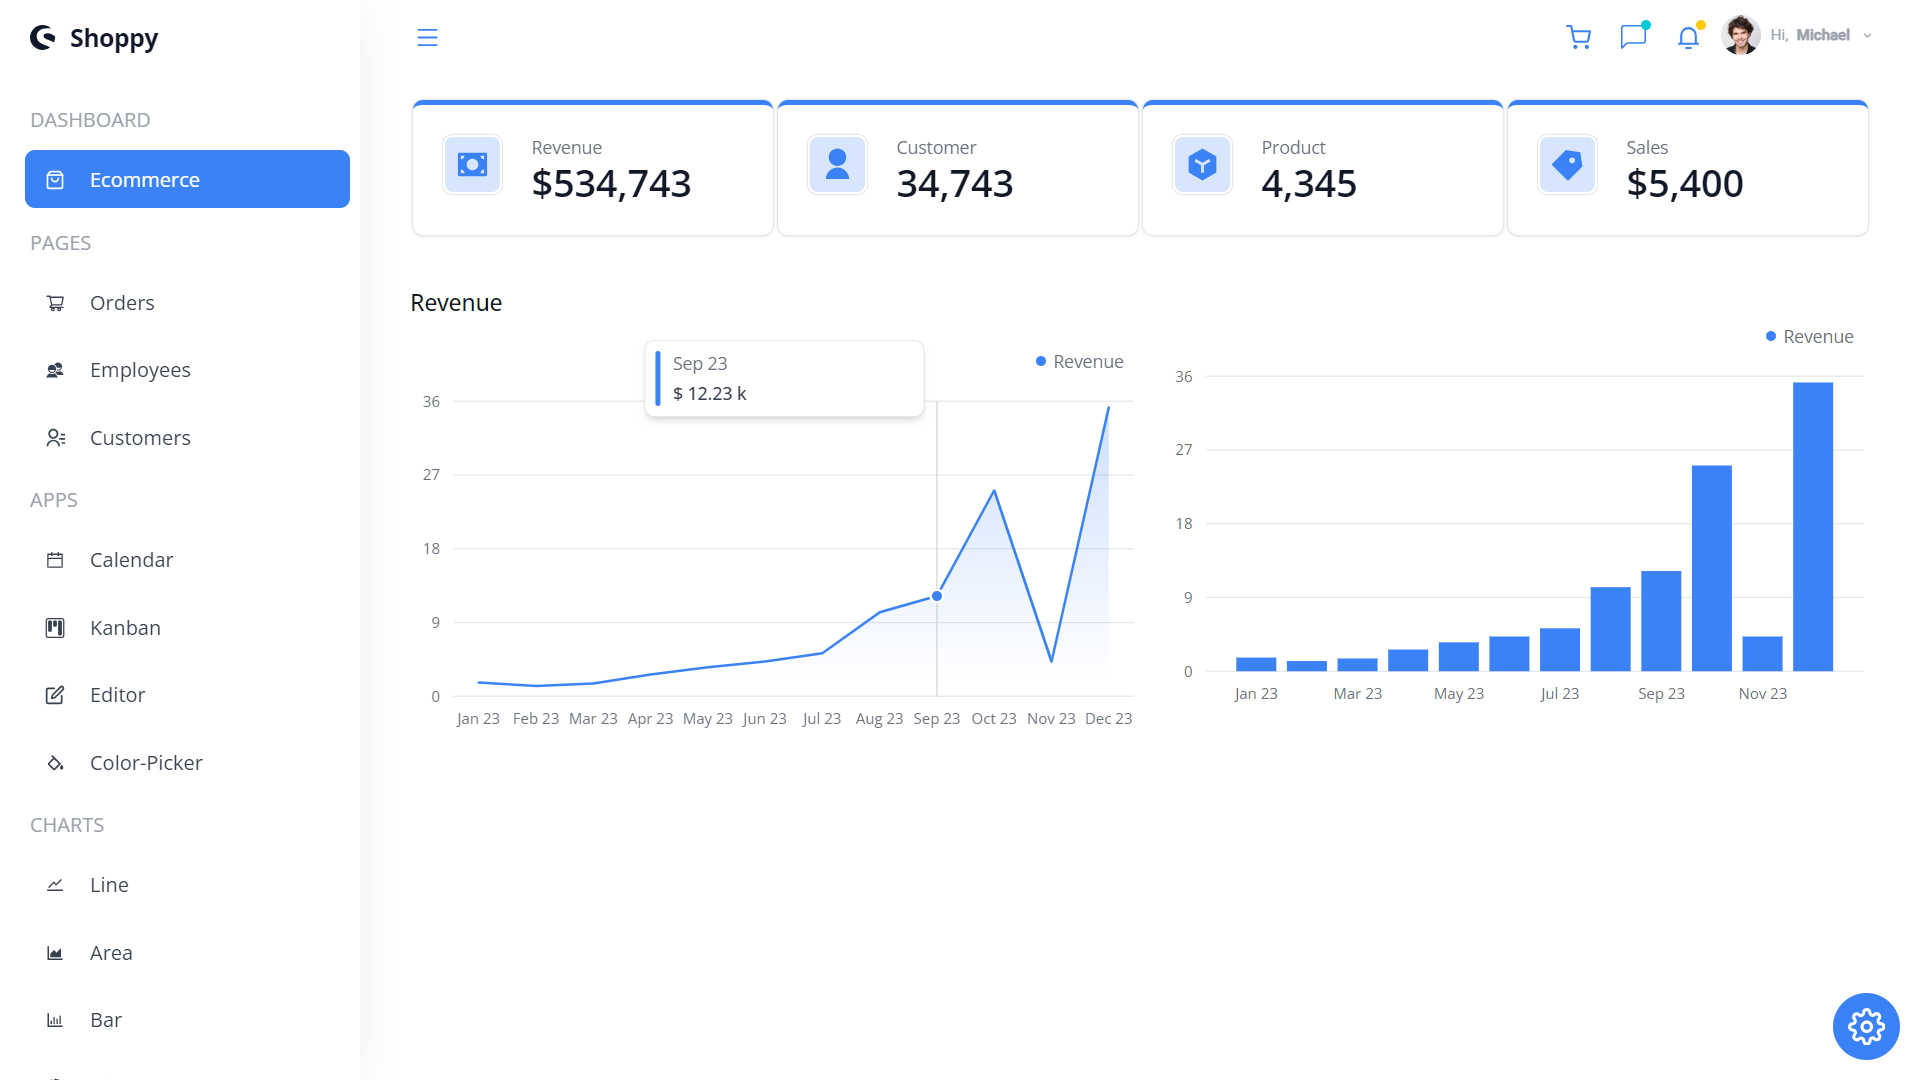 Shoppy
DASHBOARD
Ecommerce
PAGES
Orders
Employees
Customers
APPS
Calendar
Kanban
Editor
Color-Picker
CHARTS
Line
Area
Bar
Hi, Michael
Revenue
$534,743
Customer
34,743
Product
4,345
Sales
$5,400
Revenue
Sep 23
$ 12.23 k
Revenue
36
27
18
9
0
Jan 23 Feb 23 Mar 23 Apr 23 May 23 Jun 23 Jul 23 Aug 23 Sep 23 Oct 23 Nov 23 Dec 23
Revenue
36
27
18
9
0
Jan 23 Mar 23 May 23 Jul 23 Sep 23 Nov 23